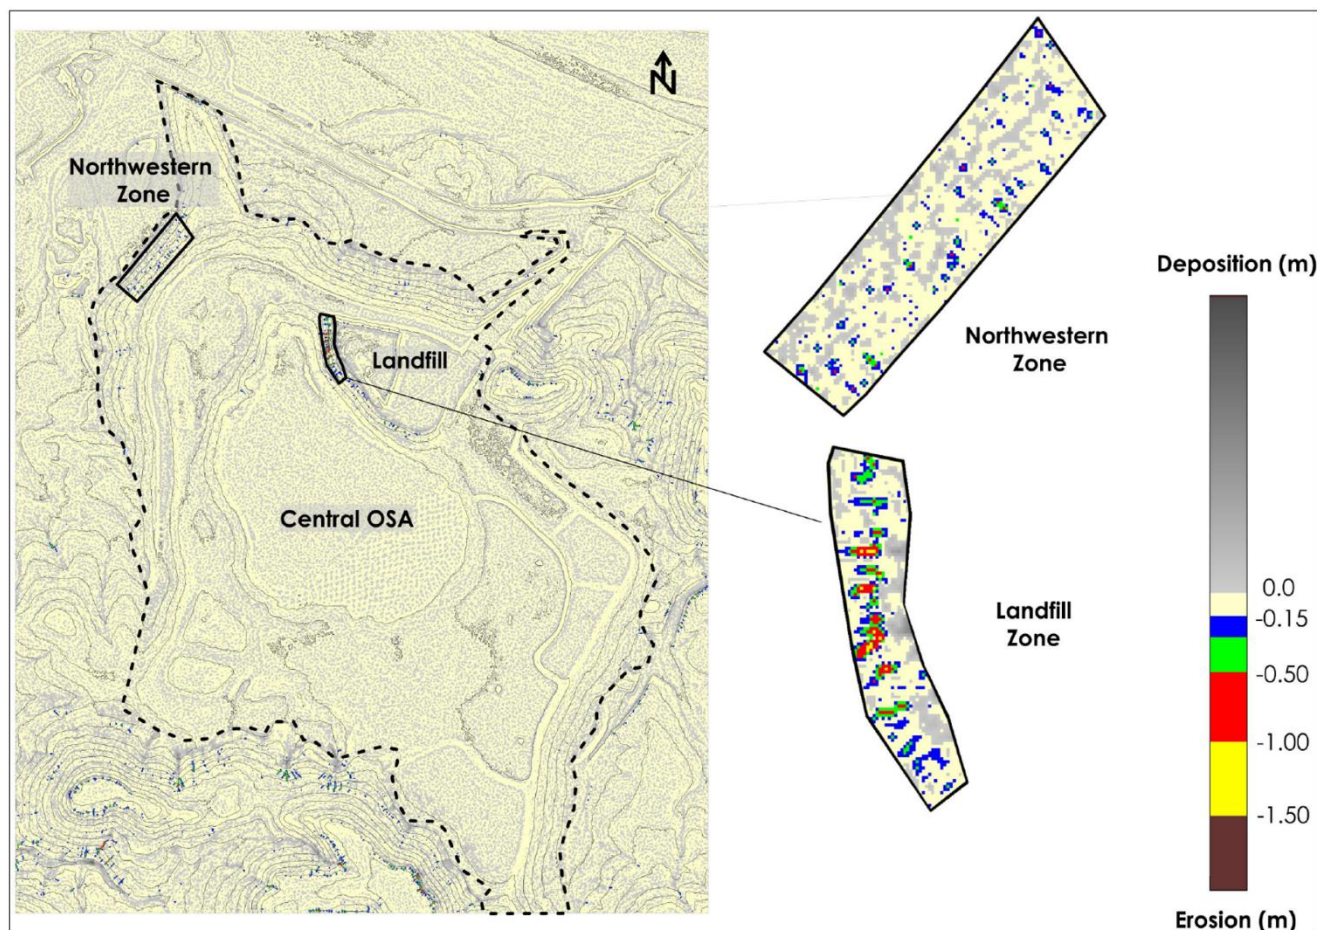 N
Northwestern
Zone
Landfill
Central OSA
Northwestern
Zone
Landfill
Zone
Deposition (m)
0.0
-0.15
-0.50
-1.00
-1.50
Erosion (m)